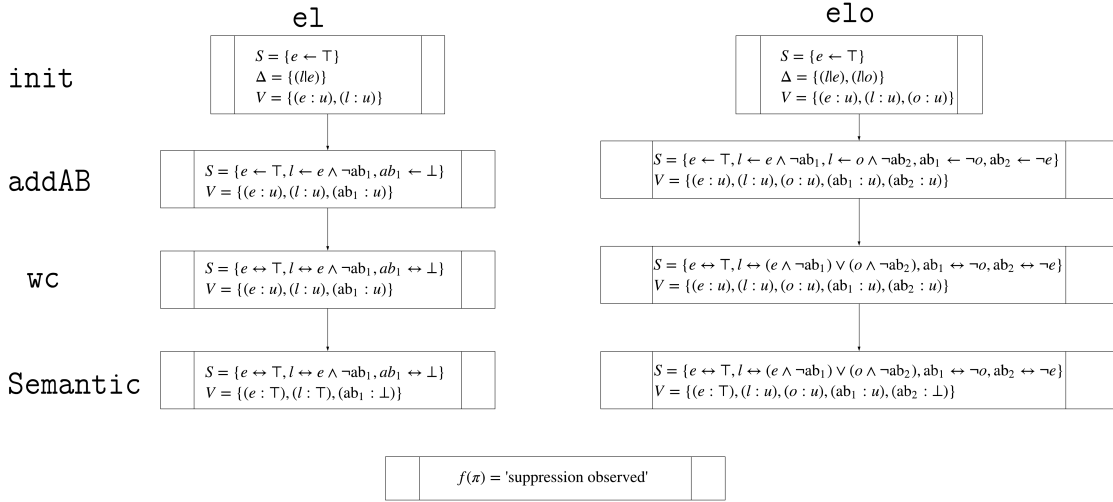 el
elo
init
S = {e ← ⊤}
Δ = {(l|e)}
V = {(e : u), (l : u)}
S = {e ← ⊤}
Δ = {(l|e), (l|o)}
V = {(e : u), (l : u), (o : u)}
addAB
S = {e ← ⊤, l ← e ∧ ¬ab₁, ab₁ ← ⊥}
V = {(e : u), (l : u), (ab₁ : u)}
S = {e ← ⊤, l ← e ∧ ¬ab₁, l ← o ∧ ¬ab₂, ab₁ ← ¬o, ab₂ ← ¬e}
V = {(e : u), (l : u), (o : u), (ab₁ : u), (ab₂ : u)}
wc
S = {e ↔ ⊤, l ↔ e ∧ ¬ab₁, ab₁ ↔ ⊥}
V = {(e : u), (l : u), (ab₁ : u)}
S = {e ↔ ⊤, l ↔ (e ∧ ¬ab₁) ∨ (o ∧ ¬ab₂), ab₁ ↔ ¬o, ab₂ ↔ ¬e}
V = {(e : u), (l : u), (o : u), (ab₁ : u), (ab₂ : u)}
Semantic
S = {e ↔ ⊤, l ↔ e ∧ ¬ab₁, ab₁ ↔ ⊥}
V = {(e : ⊤), (l : ⊤), (ab₁ : ⊥)}
S = {e ↔ ⊤, l ↔ (e ∧ ¬ab₁) ∨ (o ∧ ¬ab₂), ab₁ ↔ ¬o, ab₂ ↔ ¬e}
V = {(e : ⊤), (l : u), (o : u), (ab₁ : u), (ab₂ : ⊥)}
f(π) = 'suppression observed'